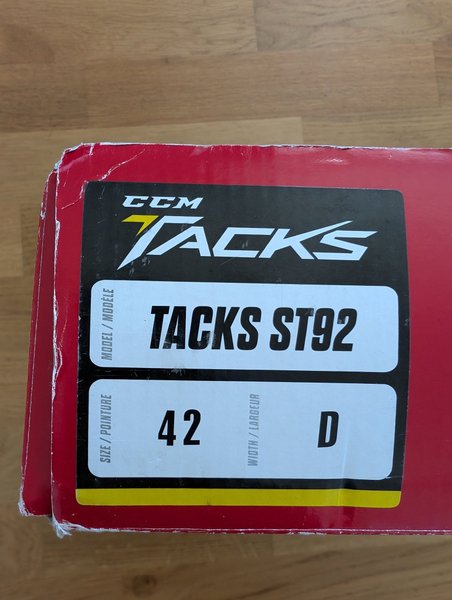 CCM
TACKS
MODEL / MODÈLE
TACKS ST92
SIZE / POINTURE
42
WIDTH / LARGEUR
D